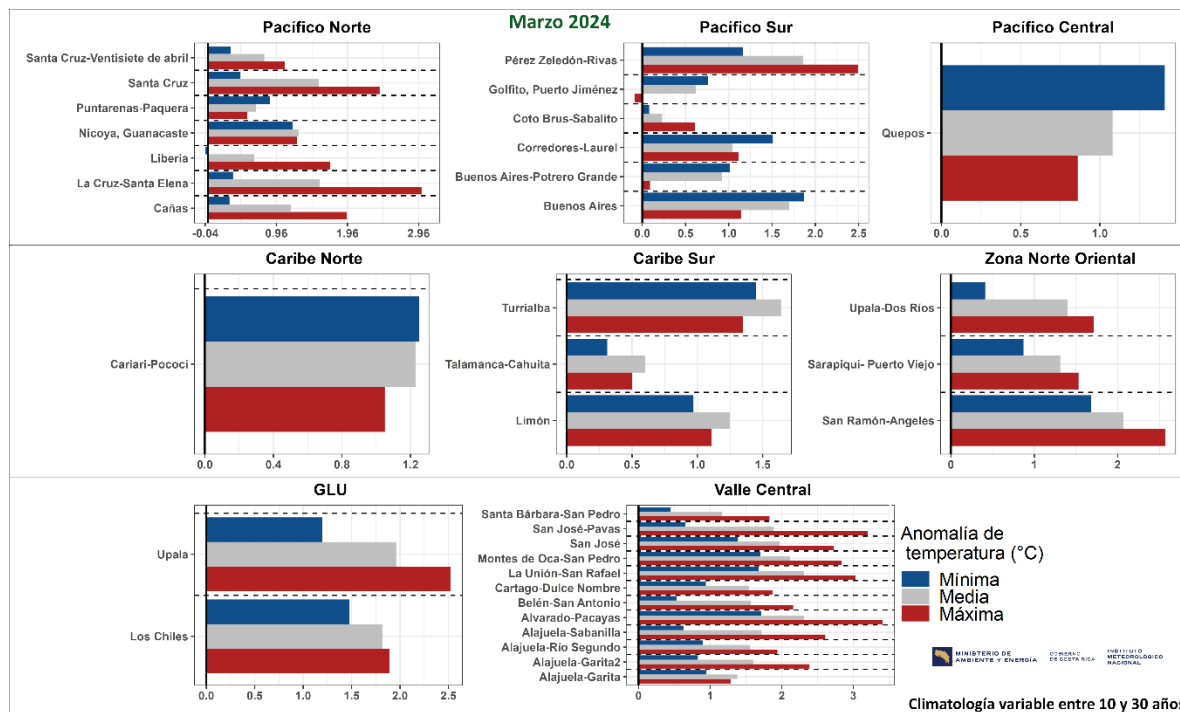 Marzo 2024
Pacífico Norte
Santa Cruz-Ventisiete de abril
Santa Cruz
Puntarenas-Paquera
Nicoya, Guanacaste
Liberia
La Cruz-Santa Elena
Cañas
-0.04 0.96 1.96 2.96
Pacífico Sur
Pérez Zeledón-Rivas
Golfito, Puerto Jiménez
Coto Brus-Sabalito
Corredores-Laurel
Buenos Aires-Potrero Grande
Buenos Aires
0.0 0.5 1.0 1.5 2.0 2.5
Pacífico Central
Quepos
0.0 0.5 1.0
Caribe Norte
Cariari-Pococí
0.0 0.4 0.8 1.2
Caribe Sur
Turrialba
Talamanca-Cahuita
Limón
0.0 0.5 1.0 1.5
Zona Norte Oriental
Upala-Dos Ríos
Sarapiquí- Puerto Viejo
San Ramón-Angeles
0 1 2
GLU
Upala
Los Chiles
0.0 0.5 1.0 1.5 2.0 2.5
Valle Central
Santa Bárbara-San Pedro
San José-Pavas
San José
Montes de Oca-San Pedro
La Unión-San Rafael
Cartago-Dulce Nombre
Belén-San Antonio
Alvarado-Pacayas
Alajuela-Sabanilla
Alajuela-Río Segundo
Alajuela-Garita2
Alajuela-Garita
0 1 2 3
Anomalía de
temperatura (°C)
Mínima
Media
Máxima
MINISTERIO DE
AMBIENTE Y ENERGÍA
GOBIERNO
DE COSTA RICA
INSTITUTO
METEOROLÓGICO
NACIONAL
Climatología variable entre 10 y 30 años